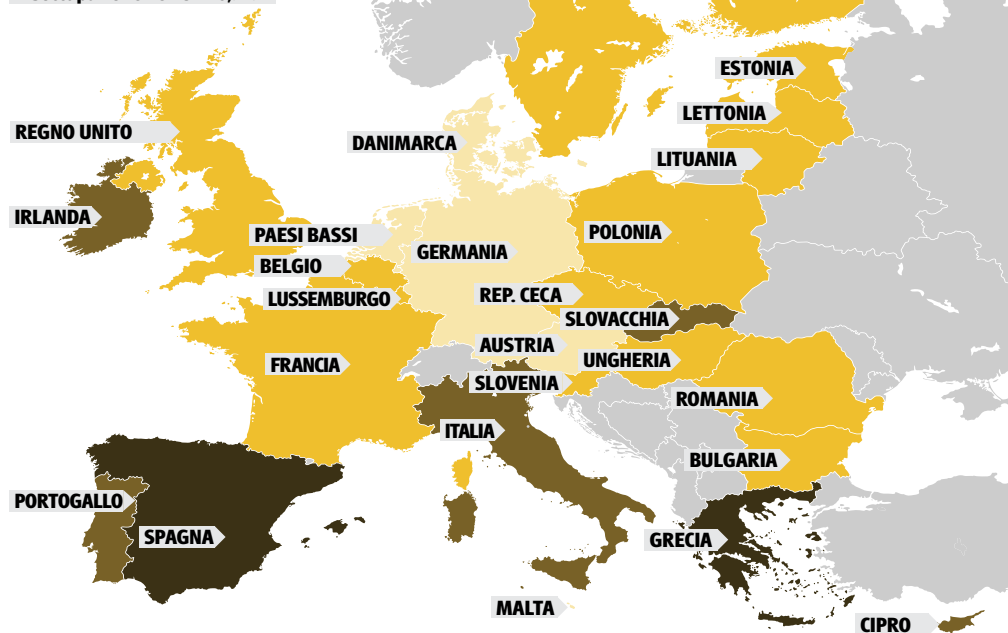 ESTONIA
LETTONIA
REGNO UNITO
DANIMARCA
LITUANIA
IRLANDA
PAESI BASSI
POLONIA
GERMANIA
BELGIO
LUSSEMBURGO
REP. CECA
SLOVACCHIA
AUSTRIA
UNGHERIA
FRANCIA
SLOVENIA
ROMANIA
ITALIA
BULGARIA
PORTOGALLO
SPAGNA
GRECIA
MALTA
CIPRO